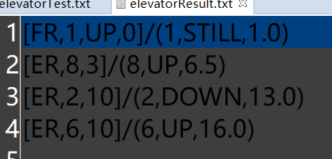 elevatorTest.txt elevatorResult.txt
1 [FR,1,UP,0]/(1,STILL,1.0)
2 [ER,8,3]/(8,UP,6.5)
3 [ER,2,10]/(2,DOWN,13.0)
4 [ER,6,10]/(6,UP,16.0)
5